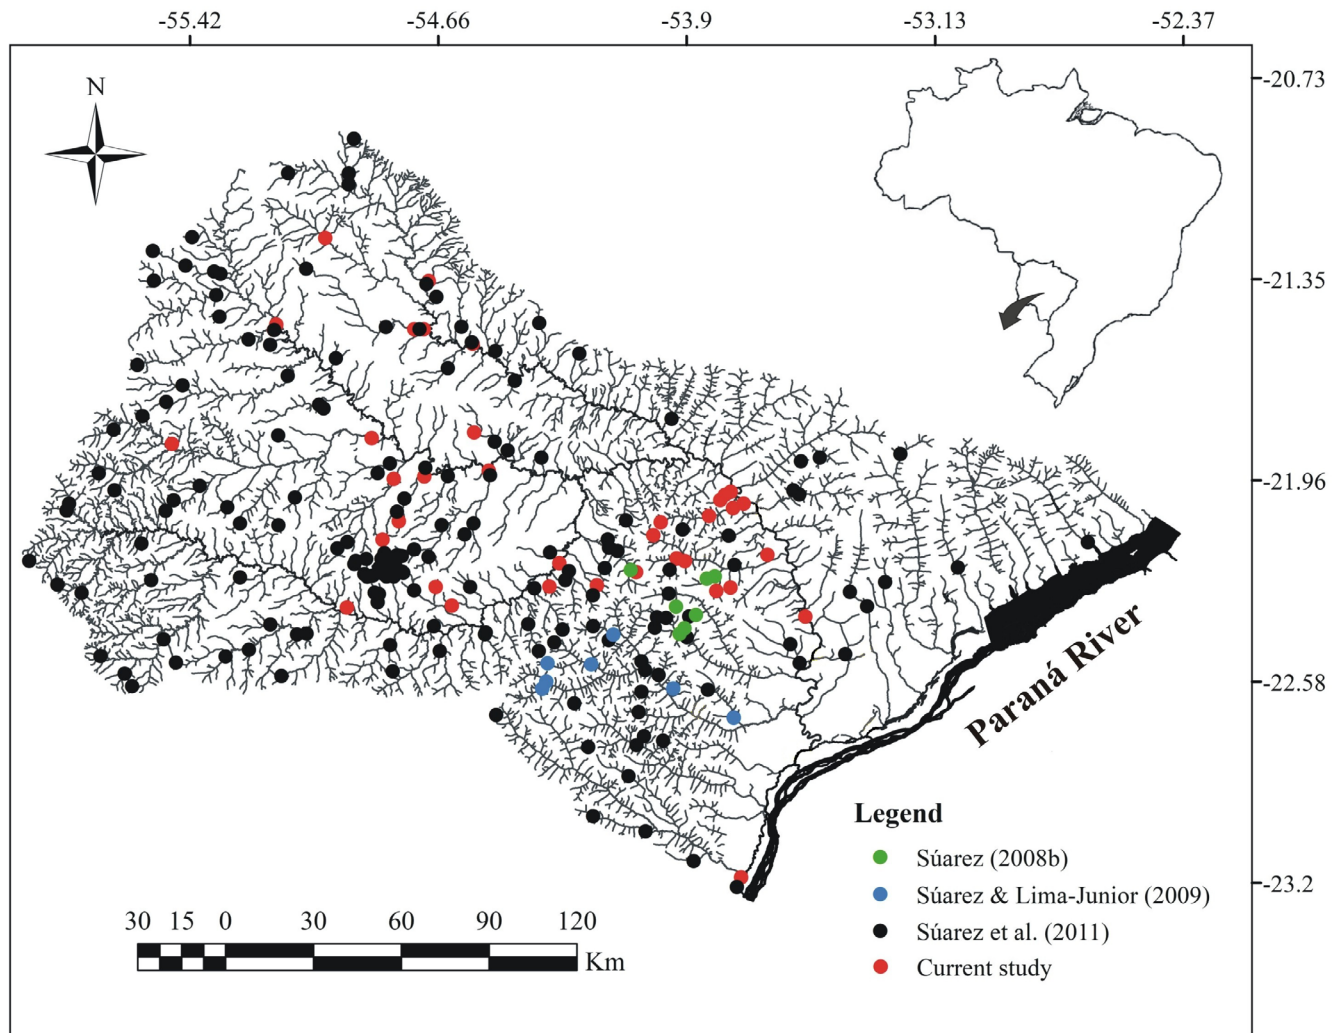 -55.42 -54.66 -53.9 -53.13 -52.37
-20.73
N
-21.35
-21.96
-22.58
Paraná River
Legend
Súarez (2008b)
-23.2
Súarez & Lima-Junior (2009)
Súarez et al. (2011)
Current study
30 15 0 30 60 90 120
Km